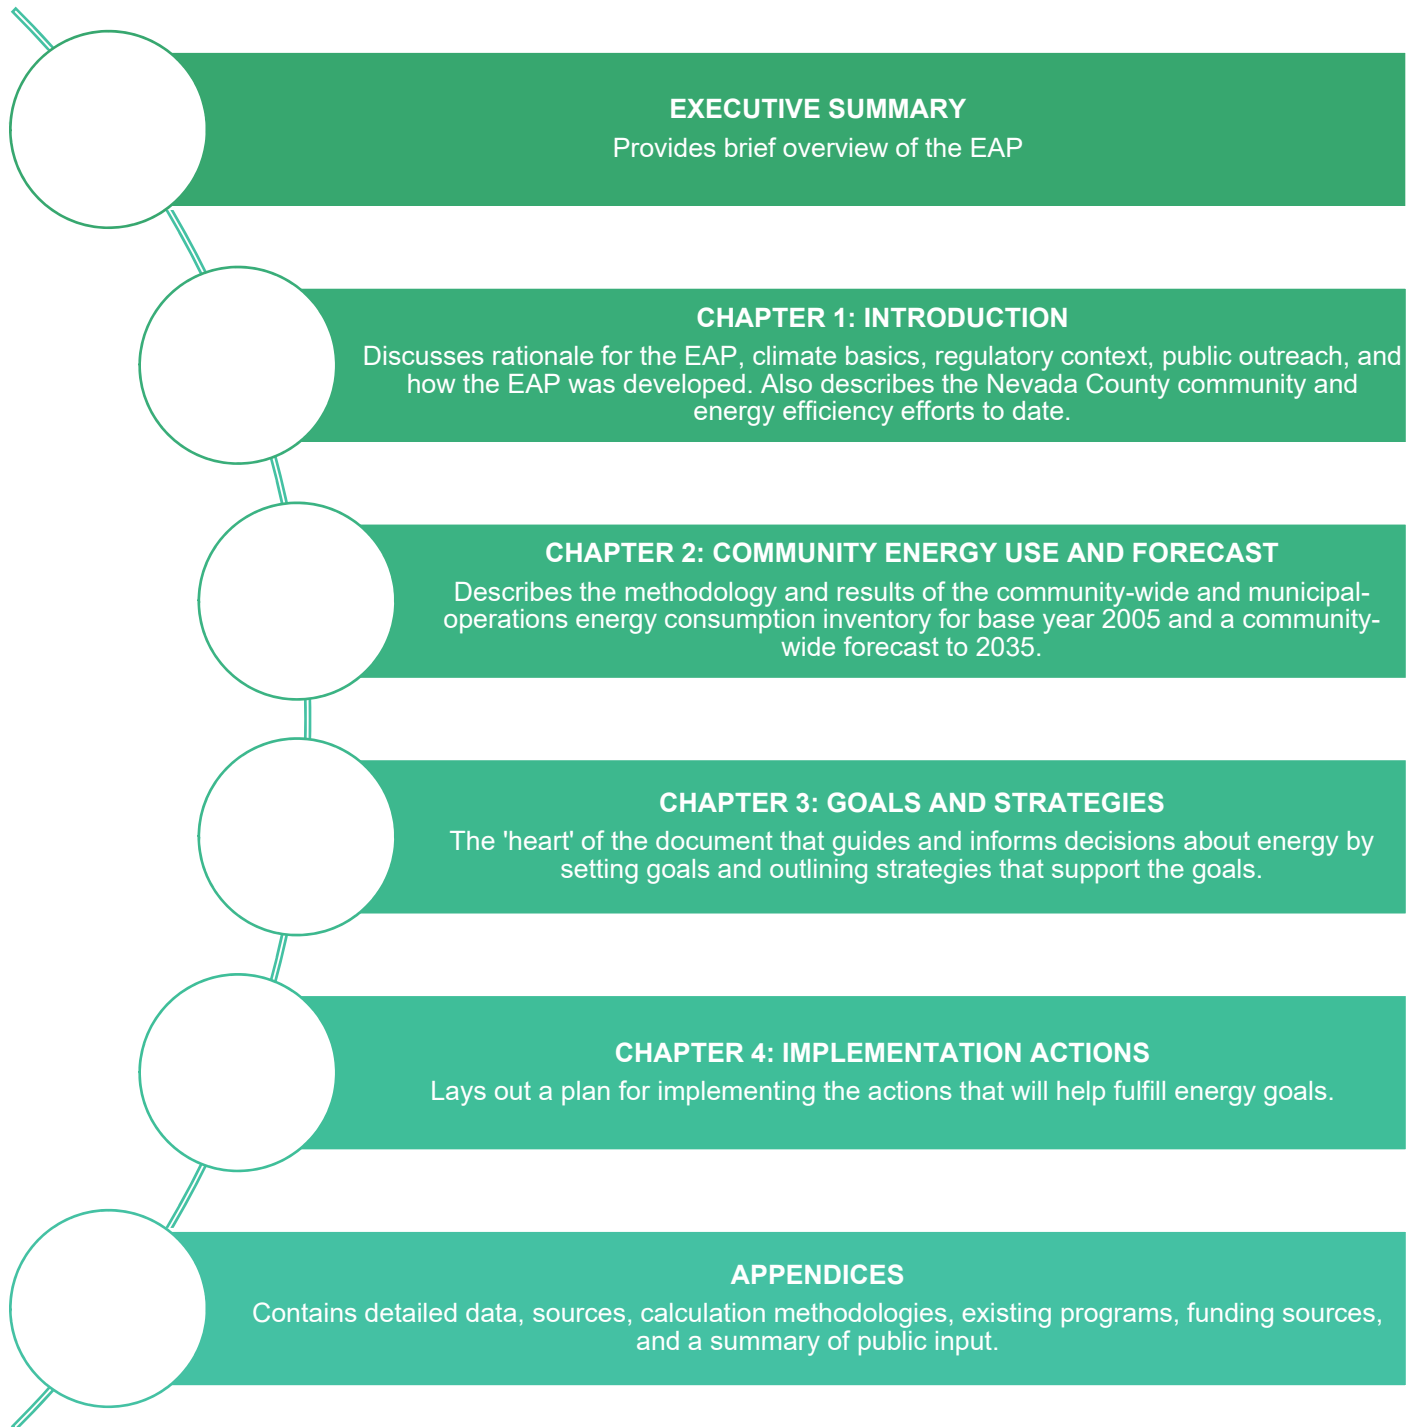 EXECUTIVE SUMMARY
Provides brief overview of the EAP
CHAPTER 1: INTRODUCTION
Discusses rationale for the EAP, climate basics, regulatory context, public outreach, and
how the EAP was developed. Also describes the Nevada County community and
energy efficiency efforts to date.
CHAPTER 2: COMMUNITY ENERGY USE AND FORECAST
Describes the methodology and results of the community-wide and municipal-
operations energy consumption inventory for base year 2005 and a community-
wide forecast to 2035.
CHAPTER 3: GOALS AND STRATEGIES
The 'heart' of the document that guides and informs decisions about energy by
setting goals and outlining strategies that support the goals.
CHAPTER 4: IMPLEMENTATION ACTIONS
Lays out a plan for implementing the actions that will help fulfill energy goals.
APPENDICES
Contains detailed data, sources, calculation methodologies, existing programs, funding sources,
and a summary of public input.